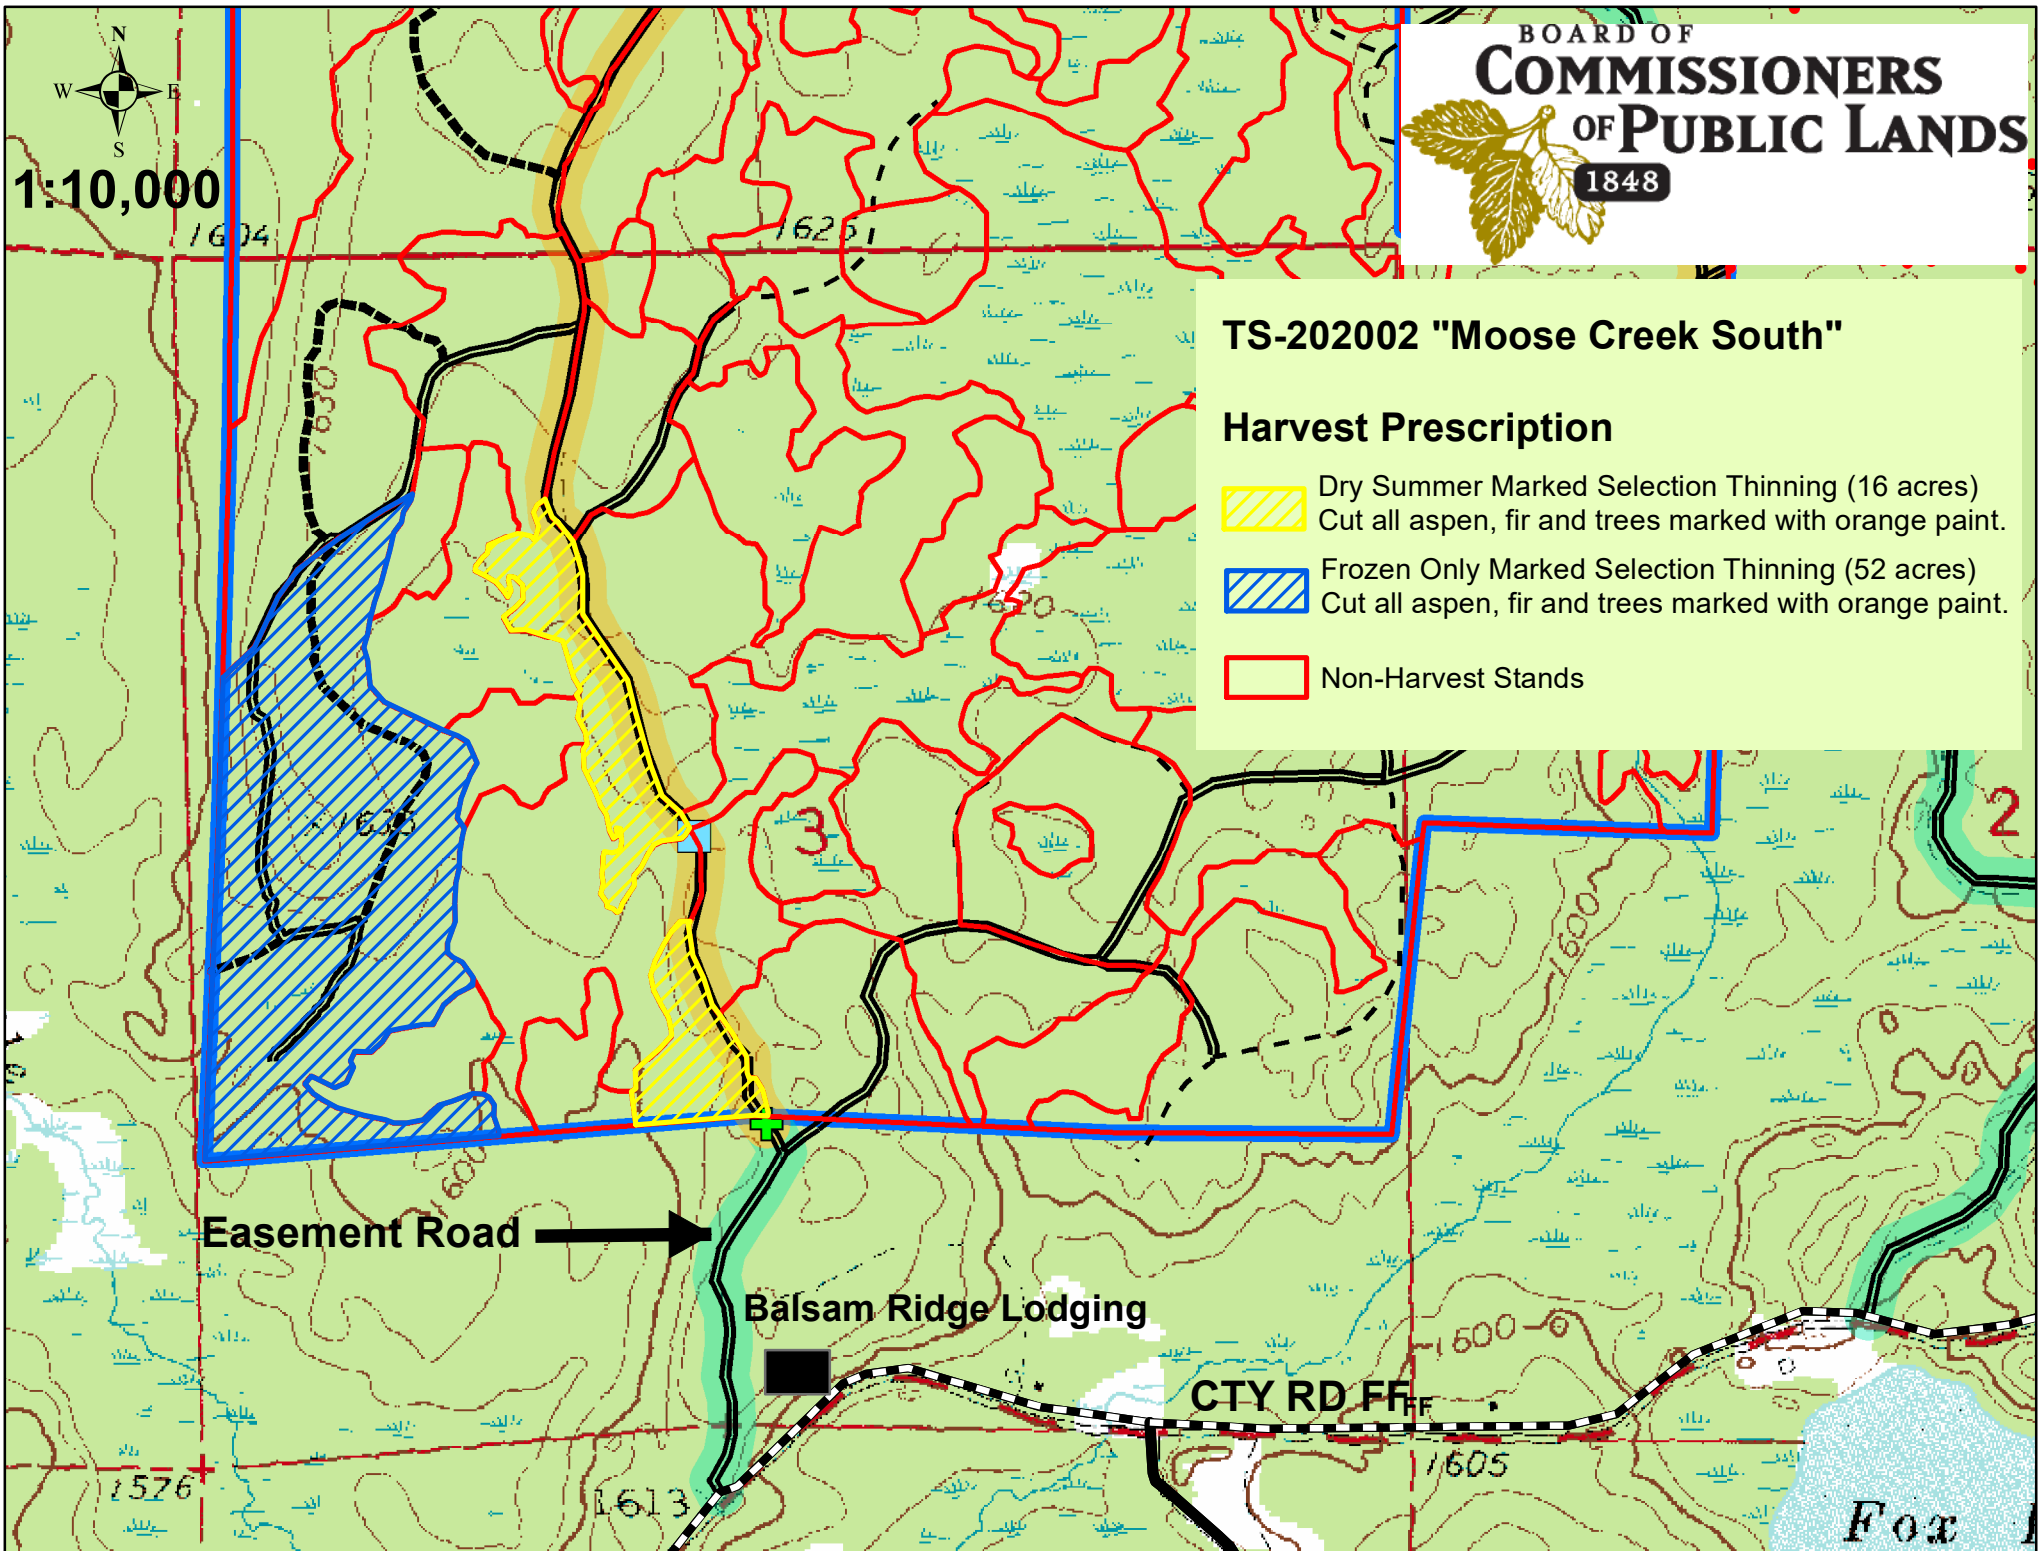 N
W E
S
1:10,000
BOARD OF
COMMISSIONERS
OF PUBLIC LANDS
1848
1604
1625
TS-202002 "Moose Creek South"
Harvest Prescription
Dry Summer Marked Selection Thinning (16 acres)
Cut all aspen, fir and trees marked with orange paint.
Frozen Only Marked Selection Thinning (52 acres)
Cut all aspen, fir and trees marked with orange paint.
Non-Harvest Stands
1630
1620
3
2
1600
1600
Easement Road
Balsam Ridge Lodging
1600
CTY RD FF
FF
1605
1576
1613
Fox